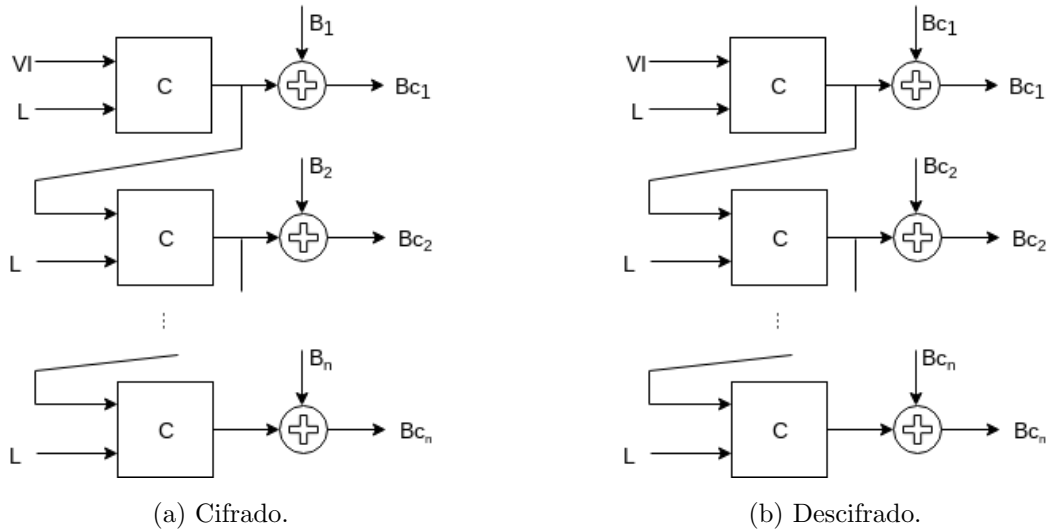 B1
VI
C
L
Bc1
B2
C
L
Bc2
Bn
C
L
Bcn
(a) Cifrado.
Bc1
VI
C
L
Bc1
Bc2
C
L
Bc2
Bcn
C
L
Bcn
(b) Descifrado.